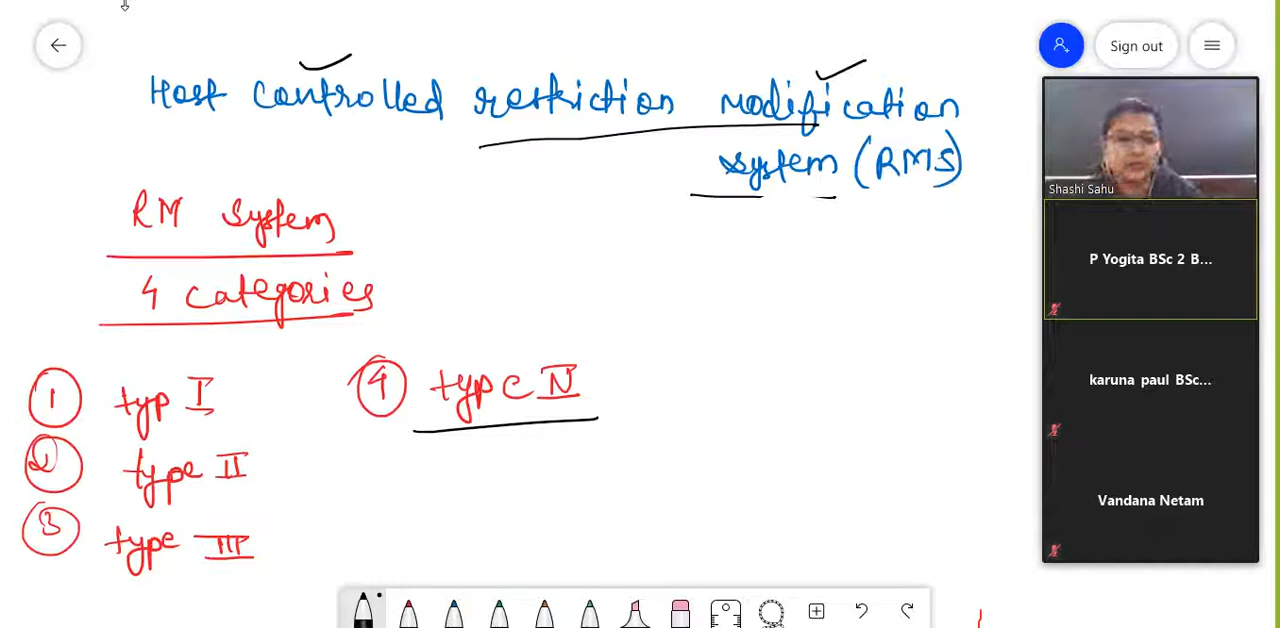 Sign out
Host controlled restriction modification
system (RMS)
Shashi Sahu
RM system
4 categories
P Yogita BSc 2 B...
① typ I
④ type IV
karuna paul BSc...
② type II
③ type III
Vandana Netam